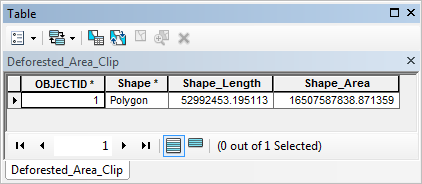 Table
Deforested_Area_Clip
OBJECTID * Shape * Shape_Length Shape_Area
1 Polygon 52992453.195113 16507587838.871359
1 (0 out of 1 Selected)
Deforested_Area_Clip